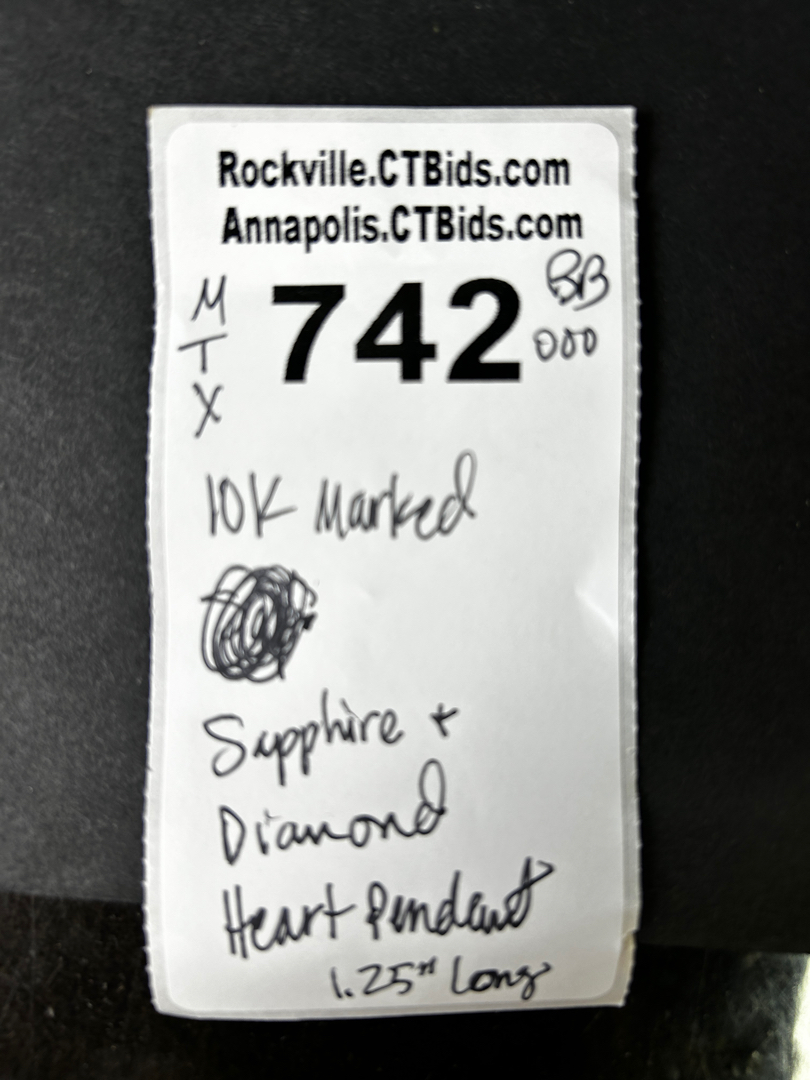 Rockville.CTBids.com
Annapolis.CTBids.com
M
T
X
742
BB
000
10K Marked
Sapphire +
Diamond
Heart Pendant
1.25" Long